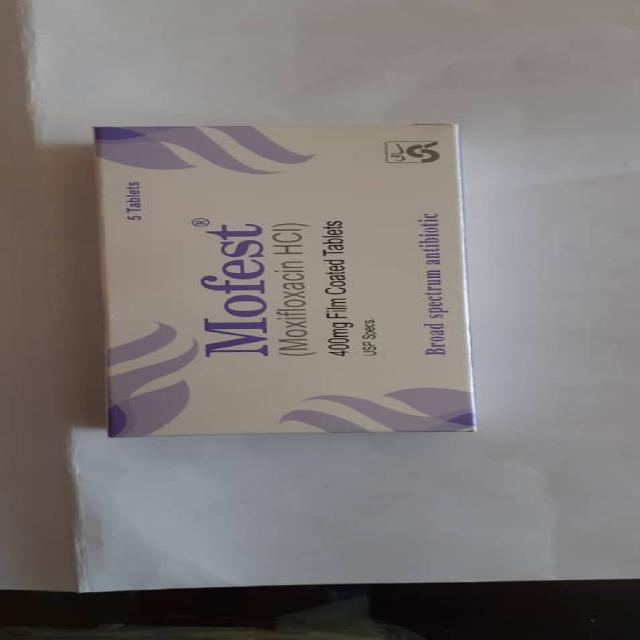 5 Tablets
Mofest®
(Moxifloxacin HCl)
400mg Film Coated Tablets
USP Specs.
Broad spectrum antibiotic